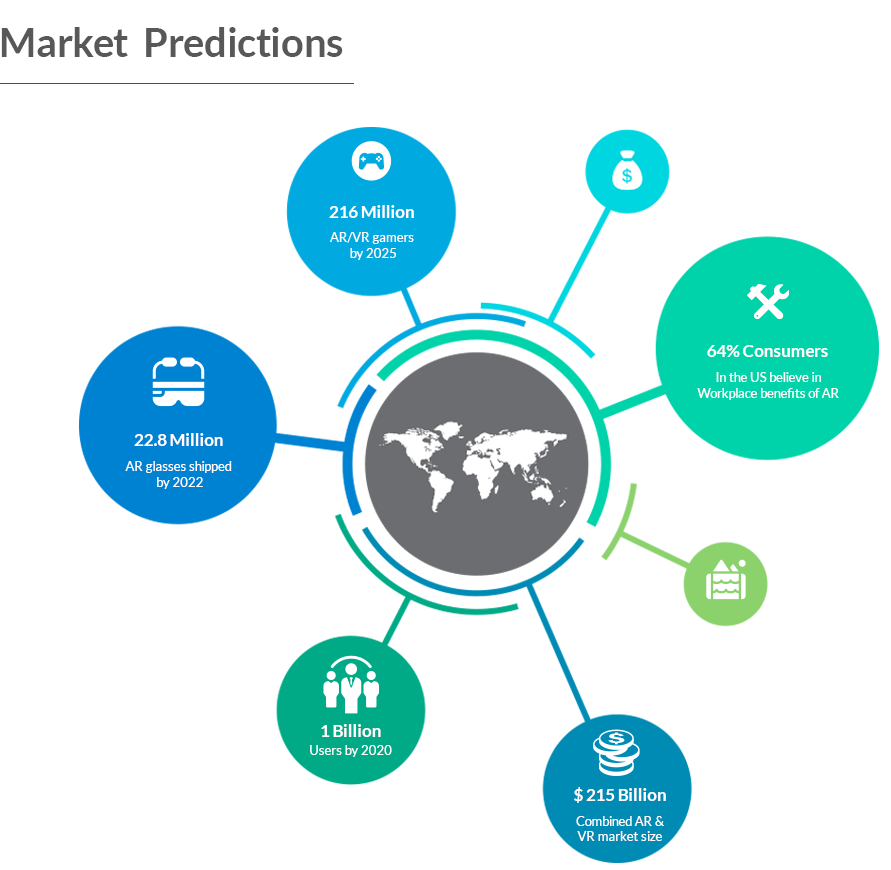 Market Predictions
216 Million
AR/VR gamers
by 2025
$
64% Consumers
In the US believe in
Workplace benefits of AR
22.8 Million
AR glasses shipped
by 2022
1 Billion
Users by 2020
$
$ 215 Billion
Combined AR &
VR market size